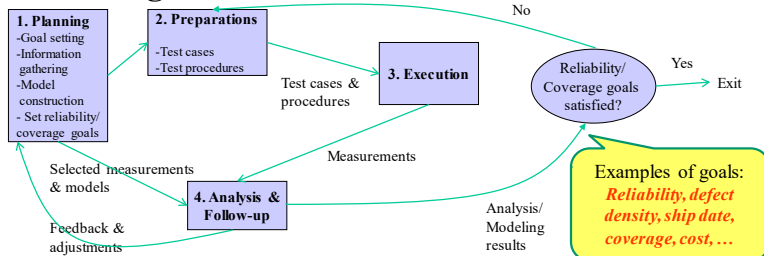 1. Planning
-Goal setting
-Information
gathering
-Model
construction
- Set reliability/
coverage goals
2. Preparations
-Test cases
-Test procedures
No
Test cases &
procedures
3. Execution
Reliability/
Coverage goals
satisfied?
Yes
Exit
Selected measurements
& models
Measurements
4. Analysis &
Follow-up
Feedback &
adjustments
Analysis/
Modeling
results
Examples of goals:
Reliability, defect
density, ship date,
coverage, cost, …